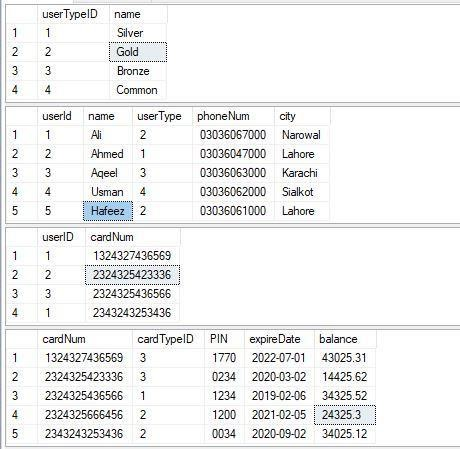 userTypeID name
1 1 Silver
2 2 Gold
3 3 Bronze
4 4 Common
userId name userType phoneNum city
1 1 Ali 2 03036067000 Narowal
2 2 Ahmed 1 03036047000 Lahore
3 3 Aqeel 3 03036063000 Karachi
4 4 Usman 4 03036062000 Sialkot
5 5 Hafeez 2 03036061000 Lahore
userID cardNum
1 1 1324327436569
2 2 2324325423336
3 3 2324325436566
4 1 2343243253436
cardNum cardTypeID PIN expireDate balance
1 1324327436569 3 1770 2022-07-01 43025.31
2 2324325423336 3 0234 2020-03-02 14425.62
3 2324325436566 1 1234 2019-02-06 34325.52
4 2324325666456 2 1200 2021-02-05 24325.3
5 2343243253436 2 0034 2020-09-02 34025.12